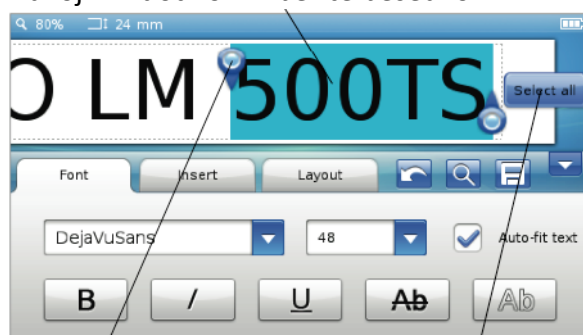 80% 24 mm
O LM 500TS
Select all
Font Insert Layout
DejaVuSans 48 Auto-fit text
B I U Ab Ab